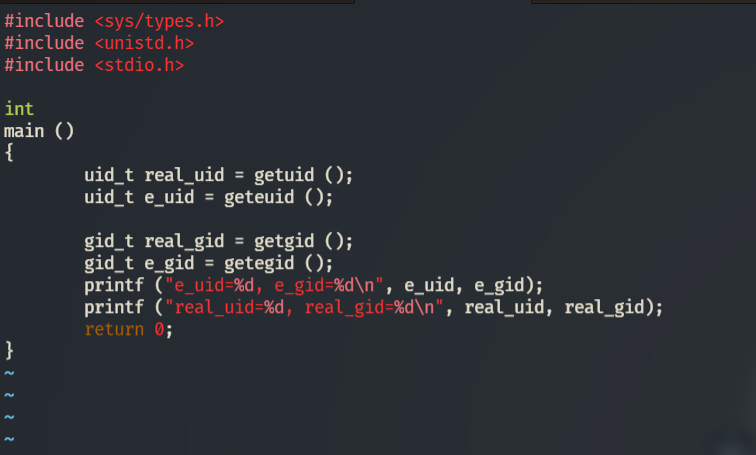 #include <sys/types.h>
#include <unistd.h>
#include <stdio.h>

int
main ()
{
        uid_t real_uid = getuid ();
        uid_t e_uid = geteuid ();

        gid_t real_gid = getgid ();
        gid_t e_gid = getegid ();
        printf ("e_uid=%d, e_gid=%d\n", e_uid, e_gid);
        printf ("real_uid=%d, real_gid=%d\n", real_uid, real_gid);
        return 0;
}
~
~
~
~